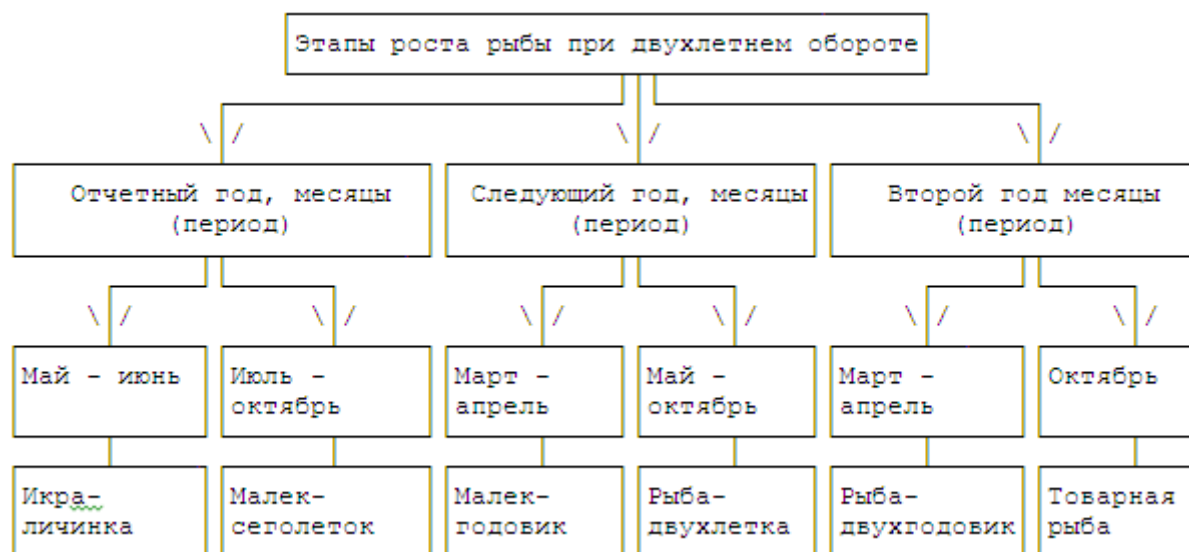 Этапы роста рыбы при двухлетнем обороте
Отчетный год, месяцы
(период)
Следующий год, месяцы
(период)
Второй год месяцы
(период)
Май - июнь
Июль -
октябрь
Март -
апрель
Май -
октябрь
Март -
апрель
Октябрь
Икра-
личинка
Малек-
сеголеток
Малек-
годовик
Рыба-
двухлетка
Рыба-
двухгодовик
Товарная
рыба